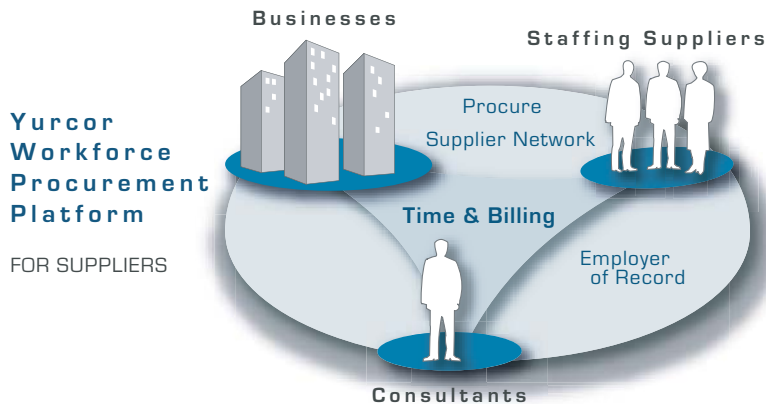 Businesses
Staffing Suppliers
Yurcor
Workforce
Procurement
Platform
FOR SUPPLIERS
Procure
Supplier Network
Time & Billing
Employer
of Record
Consultants